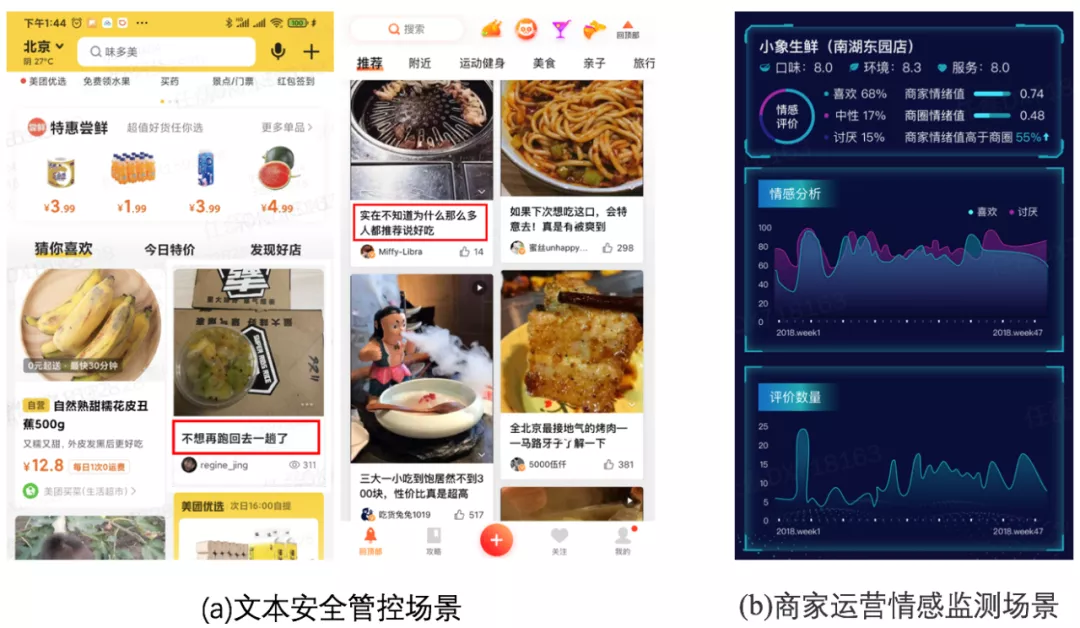 下午1:44
北京
阴 27°C
味多美
美团优选 免费领水果 买药 景点/门票 红包签到
尝鲜 特惠尝鲜 超值好货任你选 更多单品>
¥3.99 ¥1.99 ¥3.99 ¥4.99
猜你喜欢 今日特价 发现好店
0元起送·最快30分钟
自营 自然熟甜糯花皮丑
蕉500g
又糯又甜,外皮发黑后更好吃
¥12.8 每日1次0运费
美团买菜(生活超市)>
SUPER BOSS RICE
不想再跑回去一趟了
regine_jing 311
美团优选 次日16:00自提
搜索
回顶部
推荐 附近 运动健身 美食 亲子 旅行
实在不知道为什么那么多
人都推荐说好吃
Miffy-Libra 14
如果下次想吃这口,会特
意去!真是有被爽到
蜜丝unhappy... 298
三大一小吃到饱居然不到3
00块,性价比真是超高
吃货兔兔1019 517
全北京最接地气的烤肉一
一马路牙子了解一下
5000伍仟 381
回顶部 攻略 关注 我的
(a)文本安全管控场景
小象生鲜(南湖东园店)
口味:8.0 环境:8.3 服务:8.0
情感
评价
喜欢 68% 商家情绪值 0.74
中性 17% 商圈情绪值 0.48
讨厌 15% 商家情绪值高于商圈 55%↑
情感分析
喜欢 讨厌
100
80
60
40
20
0
2018.week1 2018.week47
评价数量
25
20
15
10
5
0
2018.week1 2018.week47
(b)商家运营情感监测场景